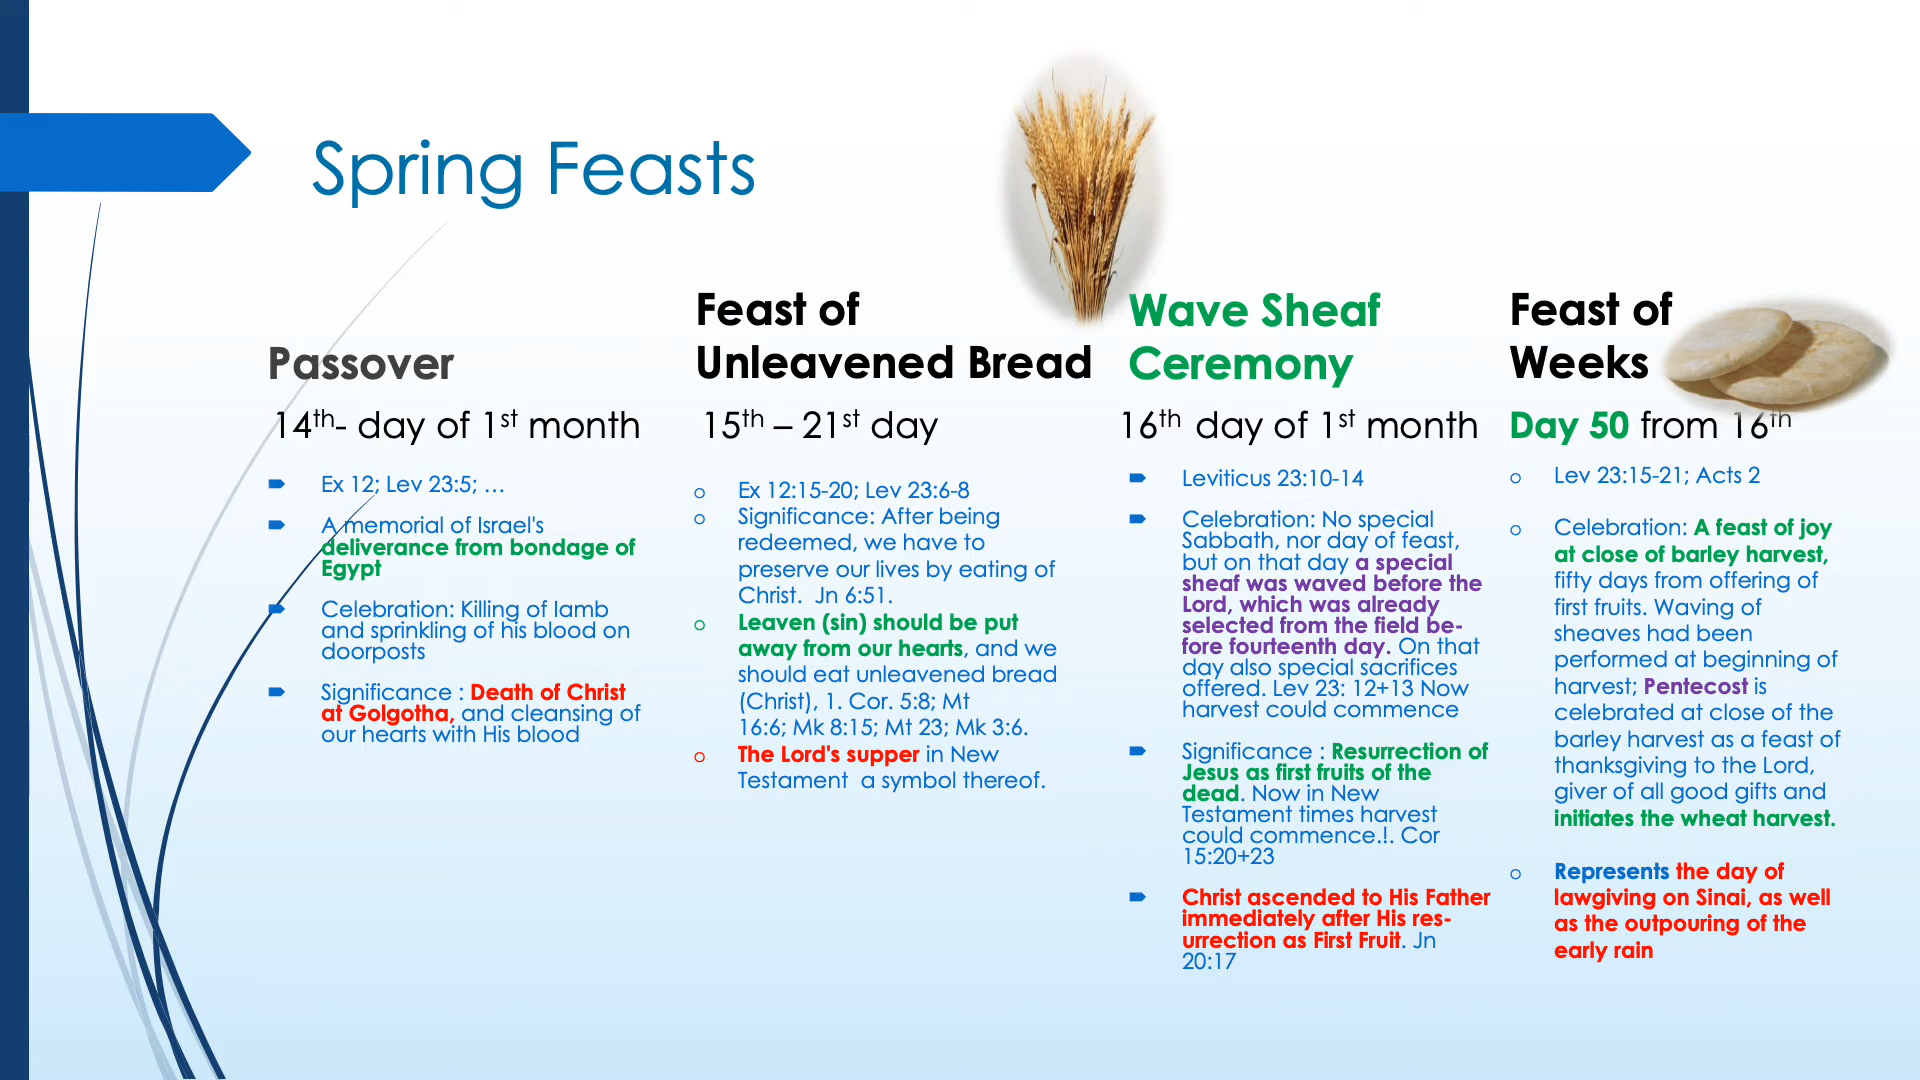 Spring Feasts
Passover
14th- day of 1st month
Ex 12; Lev 23:5; …
A memorial of Israel's
deliverance from bondage of
Egypt
Celebration: Killing of lamb
and sprinkling of his blood on
doorposts
Significance : Death of Christ
at Golgotha, and cleansing of
our hearts with His blood
Feast of
Unleavened Bread
15th – 21st day
Ex 12:15-20; Lev 23:6-8
Significance: After being
redeemed, we have to
preserve our lives by eating of
Christ.  Jn 6:51.
Leaven (sin) should be put
away from our hearts, and we
should eat unleavened bread
(Christ), 1. Cor. 5:8; Mt
16:6; Mk 8:15; Mt 23; Mk 3:6.
The Lord's supper in New
Testament  a symbol thereof.
Wave Sheaf
Ceremony
16th day of 1st month
Leviticus 23:10-14
Celebration: No special
Sabbath, nor day of feast,
but on that day a special
sheaf was waved before the
Lord, which was already
selected from the field be-
fore fourteenth day. On that
day also special sacrifices
offered. Lev 23: 12+13 Now
harvest could commence
Significance : Resurrection of
Jesus as first fruits of the
dead. Now in New
Testament times harvest
could commence.!. Cor
15:20+23
Christ ascended to His Father
immediately after His res-
urrection as First Fruit. Jn
20:17
Feast of
Weeks
Day 50 from 16th
Lev 23:15-21; Acts 2
Celebration: A feast of joy
at close of barley harvest,
fifty days from offering of
first fruits. Waving of
sheaves had been
performed at beginning of
harvest; Pentecost is
celebrated at close of the
barley harvest as a feast of
thanksgiving to the Lord,
giver of all good gifts and
initiates the wheat harvest.
Represents the day of
lawgiving on Sinai, as well
as the outpouring of the
early rain